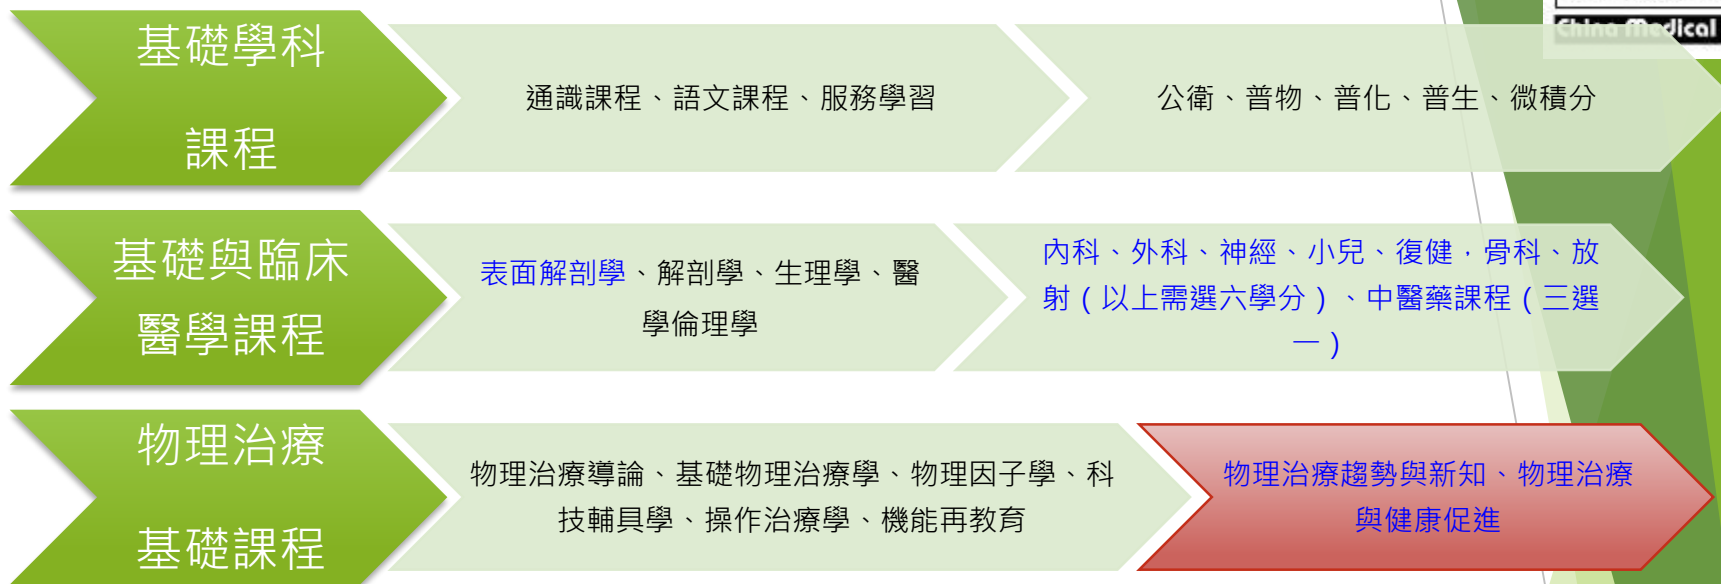 China Medical
基礎學科
課程
通識課程、語文課程、服務學習
公衛、普物、普化、普生、微積分
基礎與臨床
醫學課程
表面解剖學、解剖學、生理學、醫
學倫理學
內科、外科、神經、小兒、復健，骨科、放
射（以上需選六學分）、中醫藥課程（三選
一）
物理治療
基礎課程
物理治療導論、基礎物理治療學、物理因子學、科
技輔具學、操作治療學、機能再教育
物理治療趨勢與新知、物理治療
與健康促進